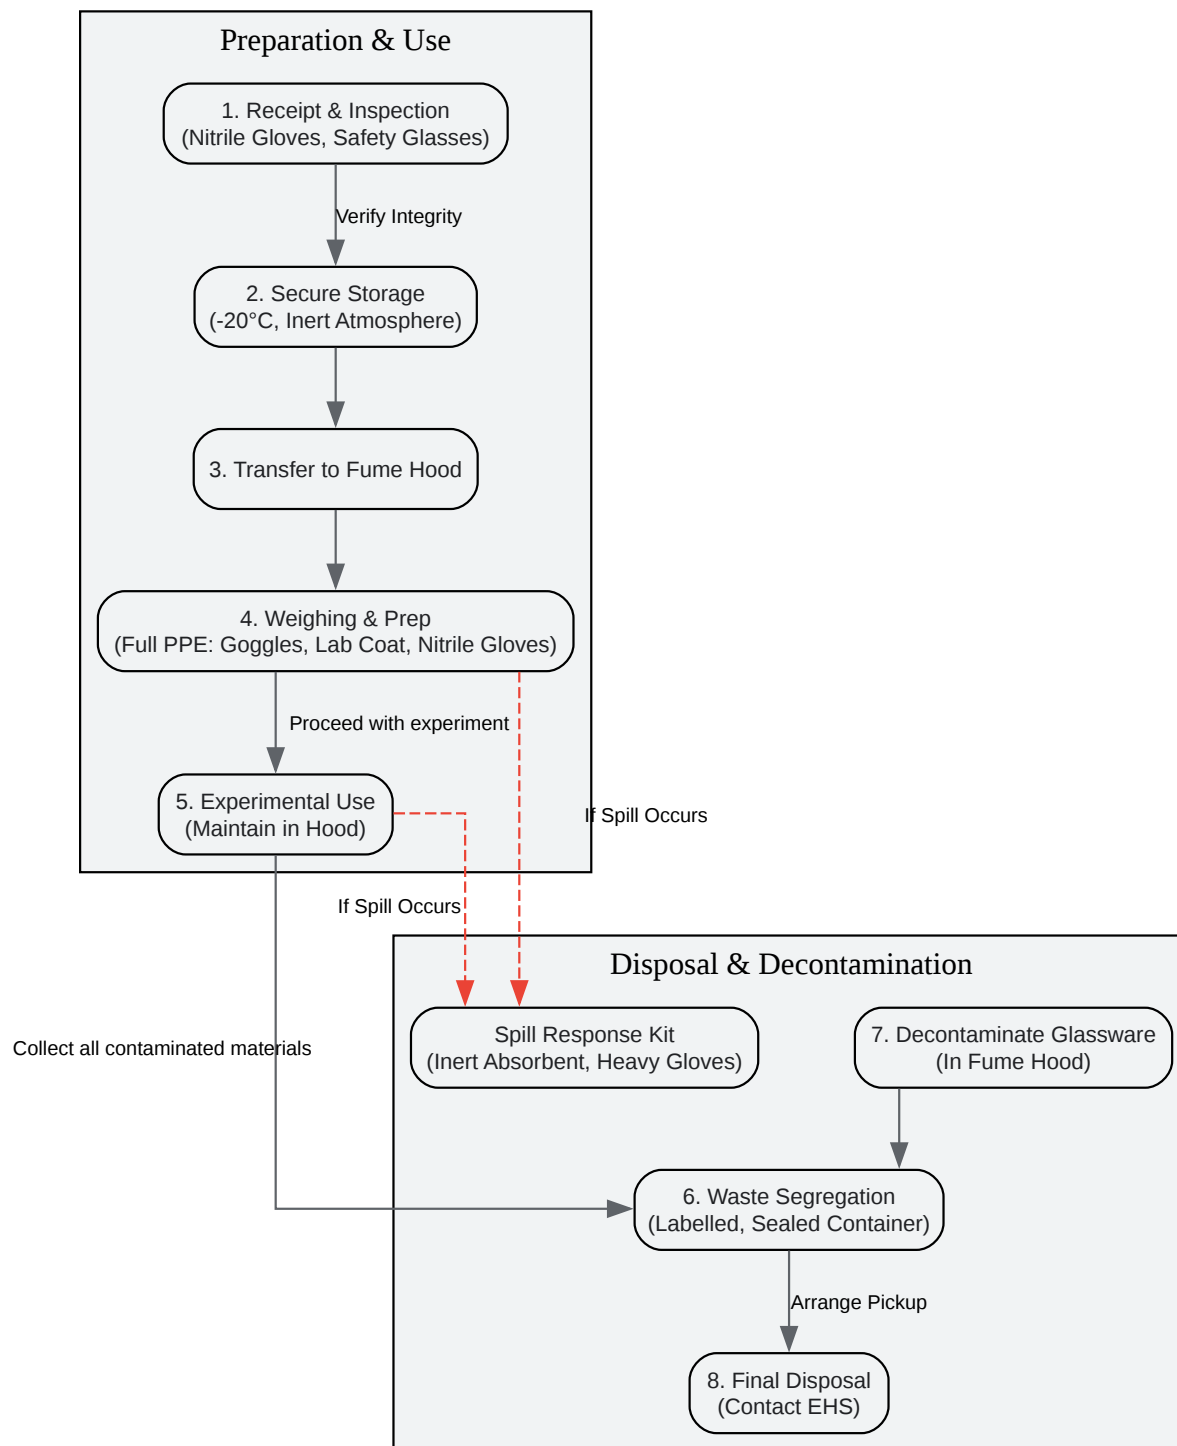 Preparation & Use
1. Receipt & Inspection
(Nitrile Gloves, Safety Glasses)
Verify Integrity
2. Secure Storage
(-20°C, Inert Atmosphere)
3. Transfer to Fume Hood
4. Weighing & Prep
(Full PPE: Goggles, Lab Coat, Nitrile Gloves)
Proceed with experiment
5. Experimental Use
(Maintain in Hood)
If Spill Occurs
If Spill Occurs
Disposal & Decontamination
Spill Response Kit
(Inert Absorbent, Heavy Gloves)
7. Decontaminate Glassware
(In Fume Hood)
Collect all contaminated materials
6. Waste Segregation
(Labelled, Sealed Container)
Arrange Pickup
8. Final Disposal
(Contact EHS)